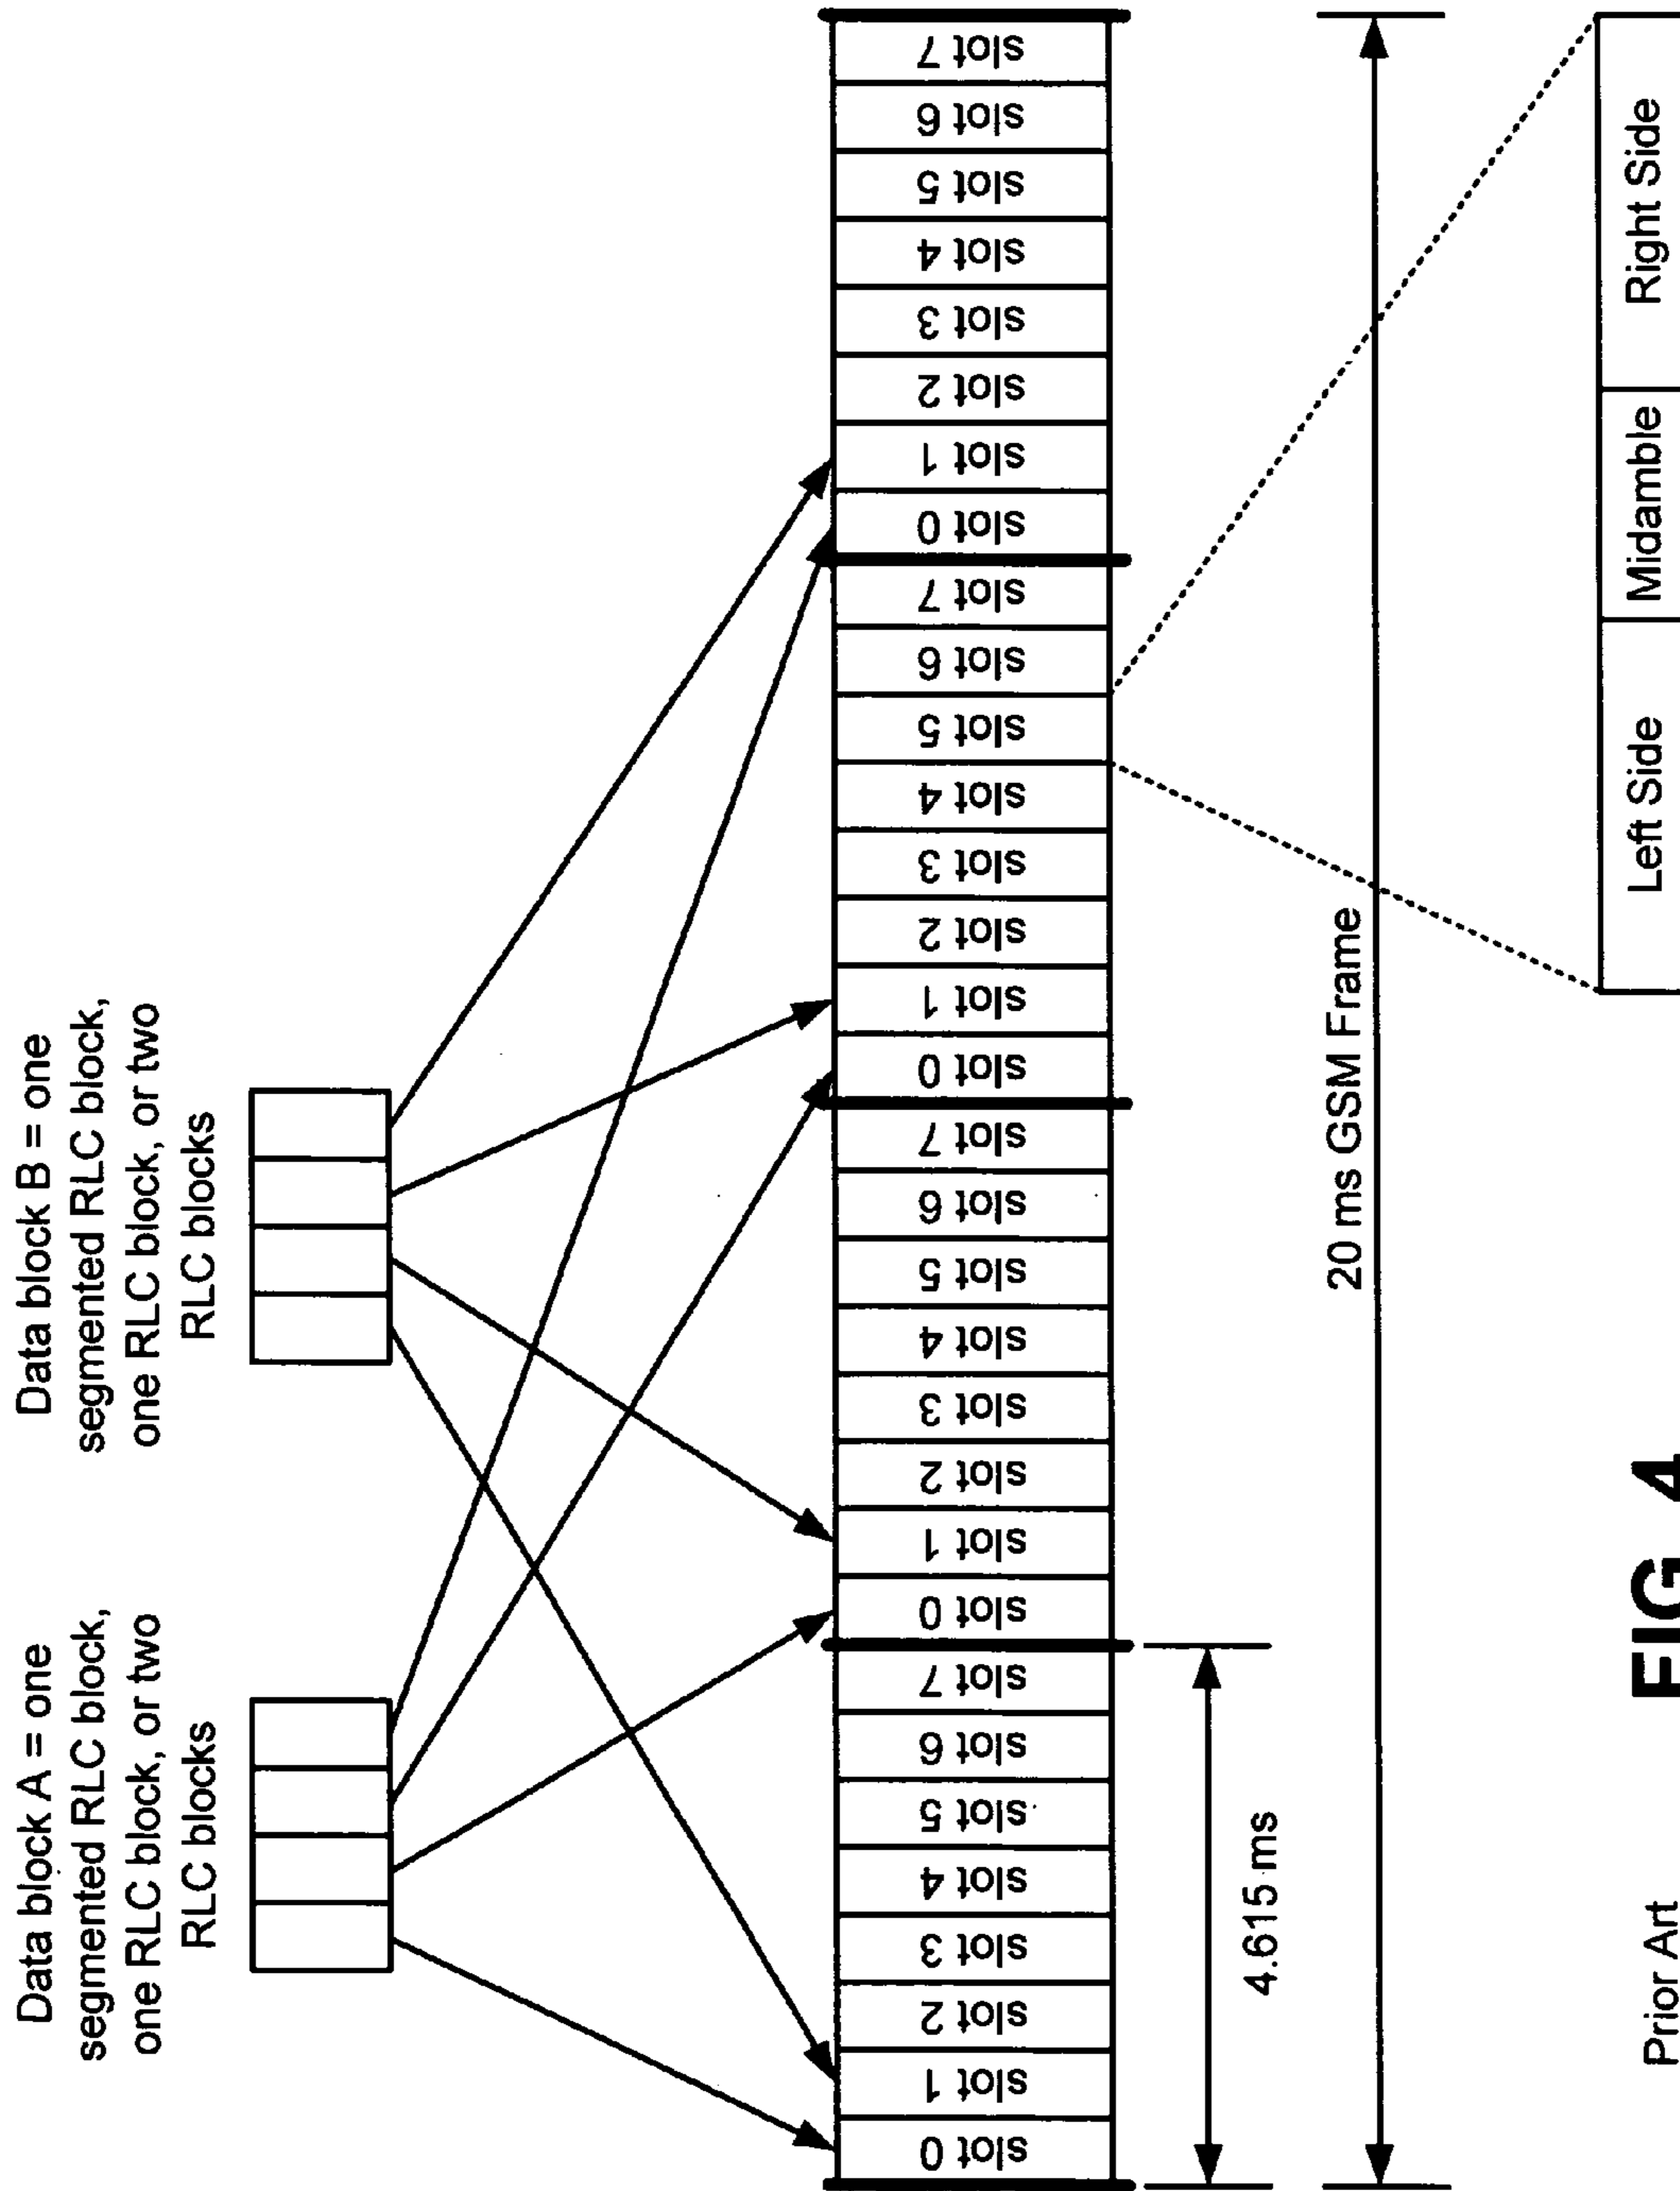 Data block A = one
segmented RLC block,
one RLC block, or two
RLC blocks
Data block B = one
segmented RLC block,
one RLC block, or two
RLC blocks
slot 0
slot 1
slot 2
slot 3
slot 4
slot 5
slot 6
slot 7
slot 0
slot 1
slot 2
slot 3
slot 4
slot 5
slot 6
slot 7
slot 0
slot 1
slot 2
slot 3
slot 4
slot 5
slot 6
slot 7
slot 0
slot 1
slot 2
slot 3
slot 4
slot 5
slot 6
slot 7
4.615 ms
20 ms GSM Frame
Left Side
Midamble
Right Side
Prior Art
FIG 4